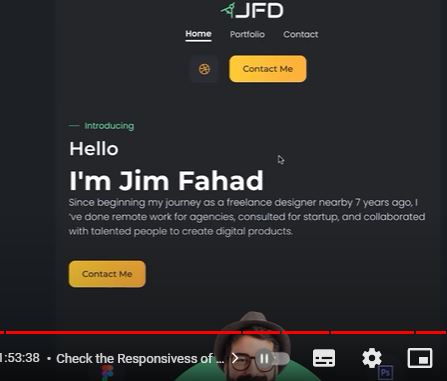 JFD
Home Portfolio Contact
Contact Me
Introducing
Hello
I'm Jim Fahad
Since beginning my journey as a freelance designer nearby 7 years ago, I
've done remote work for agencies, consulted for startup, and collaborated
with talented people to create digital products.
Contact Me
1:53:38 • Check the Responsivess of ...
Ps